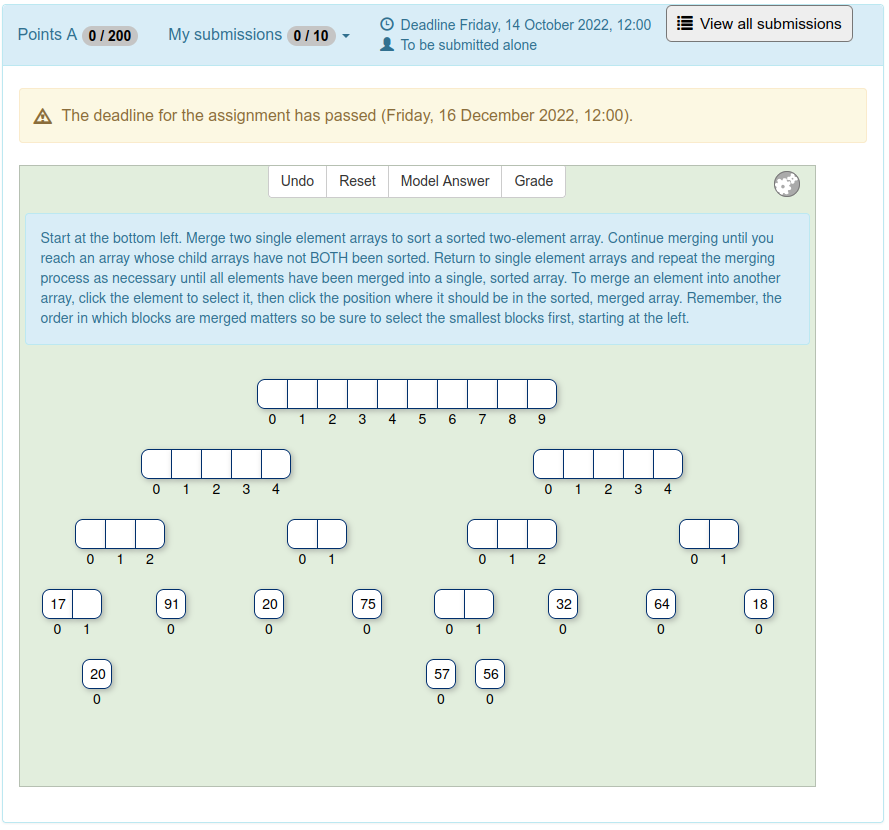 Points A 0 / 200 My submissions 0 / 10 Deadline Friday, 14 October 2022, 12:00 View all submissions
To be submitted alone
The deadline for the assignment has passed (Friday, 16 December 2022, 12:00).
Undo Reset Model Answer Grade
Start at the bottom left. Merge two single element arrays to sort a sorted two-element array. Continue merging until you
reach an array whose child arrays have not BOTH been sorted. Return to single element arrays and repeat the merging
process as necessary until all elements have been merged into a single, sorted array. To merge an element into another
array, click the element to select it, then click the position where it should be in the sorted, merged array. Remember, the
order in which blocks are merged matters so be sure to select the smallest blocks first, starting at the left.
0 1 2 3 4 5 6 7 8 9
0 1 2 3 4 0 1 2 3 4
0 1 2 0 1 0 1 2 0 1
17 91 20 75 32 64 18
0 1 0 0 0 0 1 0 0 0
20 57 56
0 0 0